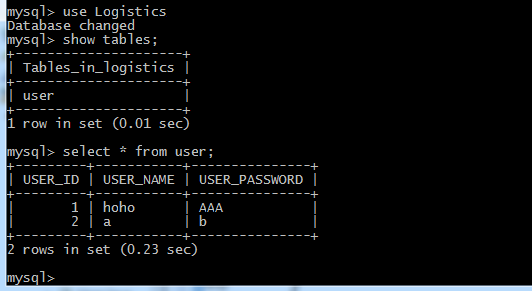 mysql> use Logistics
Database changed
mysql> show tables;
+---------------------+
| Tables_in_logistics |
+---------------------+
| user                |
+---------------------+
1 row in set (0.01 sec)
mysql> select * from user;
+---------+-----------+---------------+
| USER_ID | USER_NAME | USER_PASSWORD |
+---------+-----------+---------------+
|       1 | hoho      | AAA           |
|       2 | a         | b             |
+---------+-----------+---------------+
2 rows in set (0.23 sec)
mysql>